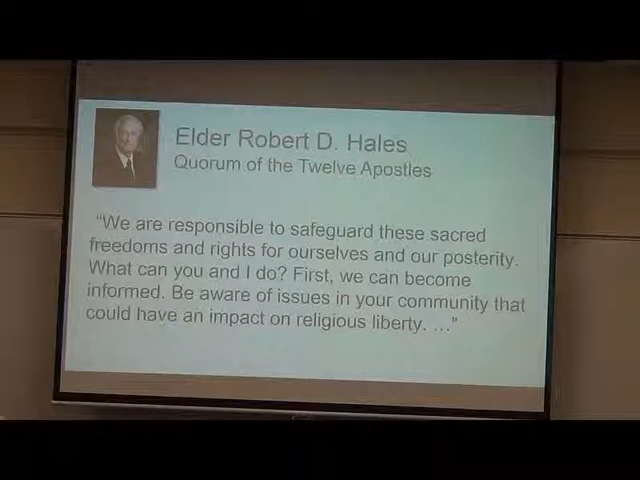 Elder Robert D. Hales
Quorum of the Twelve Apostles
“We are responsible to safeguard these sacred
freedoms and rights for ourselves and our posterity.
What can you and I do? First, we can become
informed. Be aware of issues in your community that
could have an impact on religious liberty. …”